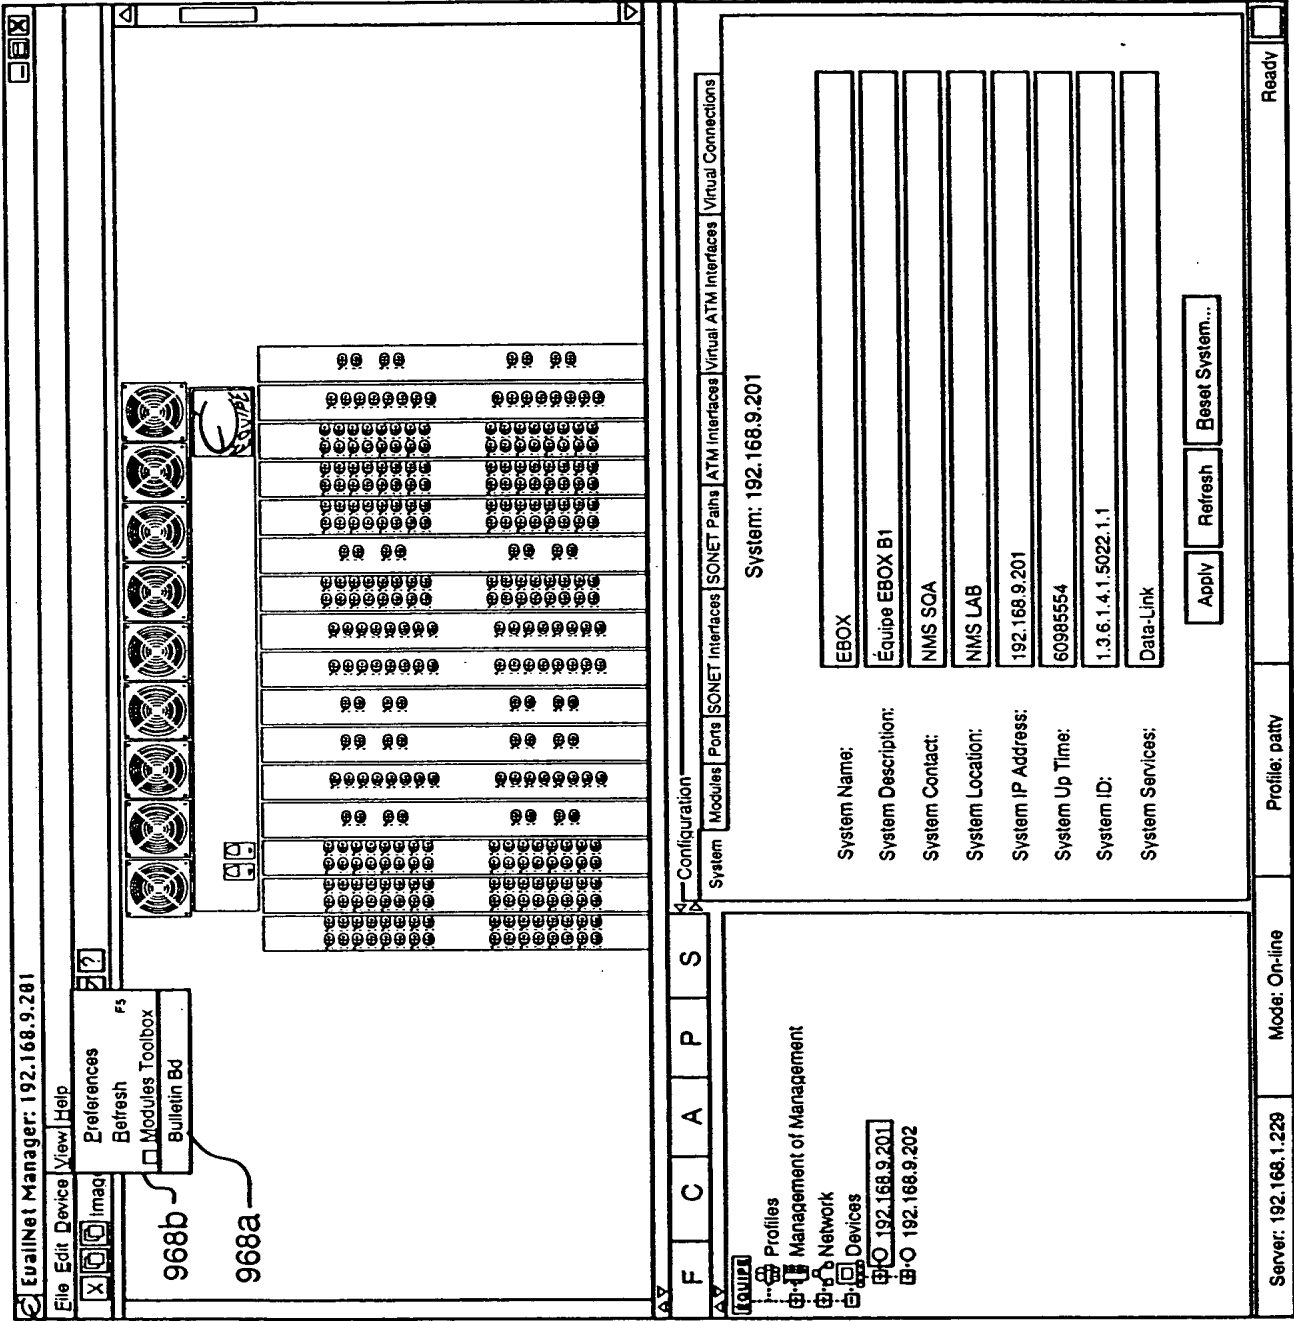 EualiNet Manager: 192.168.9.201
File Edit Device View Help
Imag
?
Preferences
Refresh F5
Modules Toolbox
Bulletin Bd
968b
968a
F C A P S
EQUIPE
Profiles
Management of Management
Network
Devices
192.168.9.201
192.168.9.202
Configuration
System Modules Ports SONET Interfaces SONET Paths ATM Interfaces Virtual ATM Interfaces Virtual Connections
System: 192.168.9.201
System Name: EBOX
System Description: Equipe EBOX B1
System Contact: NMS SQA
System Location: NMS LAB
System IP Address: 192.168.9.201
System Up Time: 60985554
System ID: 1.3.6.1.4.1.5022.1.1
System Services: Data-Link
Apply Refresh Reset System...
Server: 192.168.1.229 Mode: On-line Profile: patty Ready